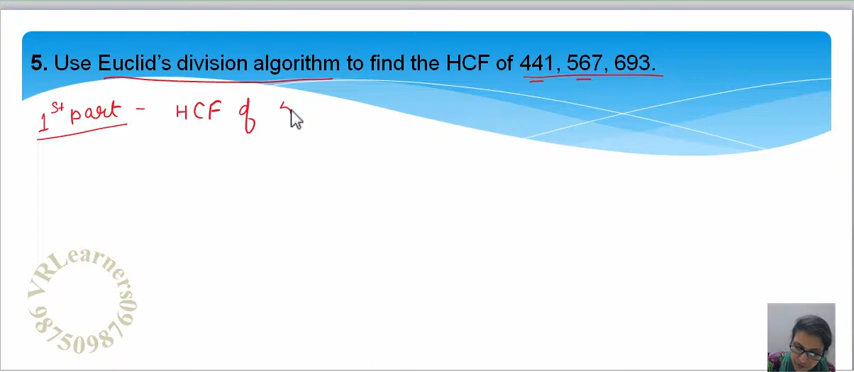 5. Use Euclid's division algorithm to find the HCF of 441, 567, 693.
1st part - HCF of
VRLearners
9875098760